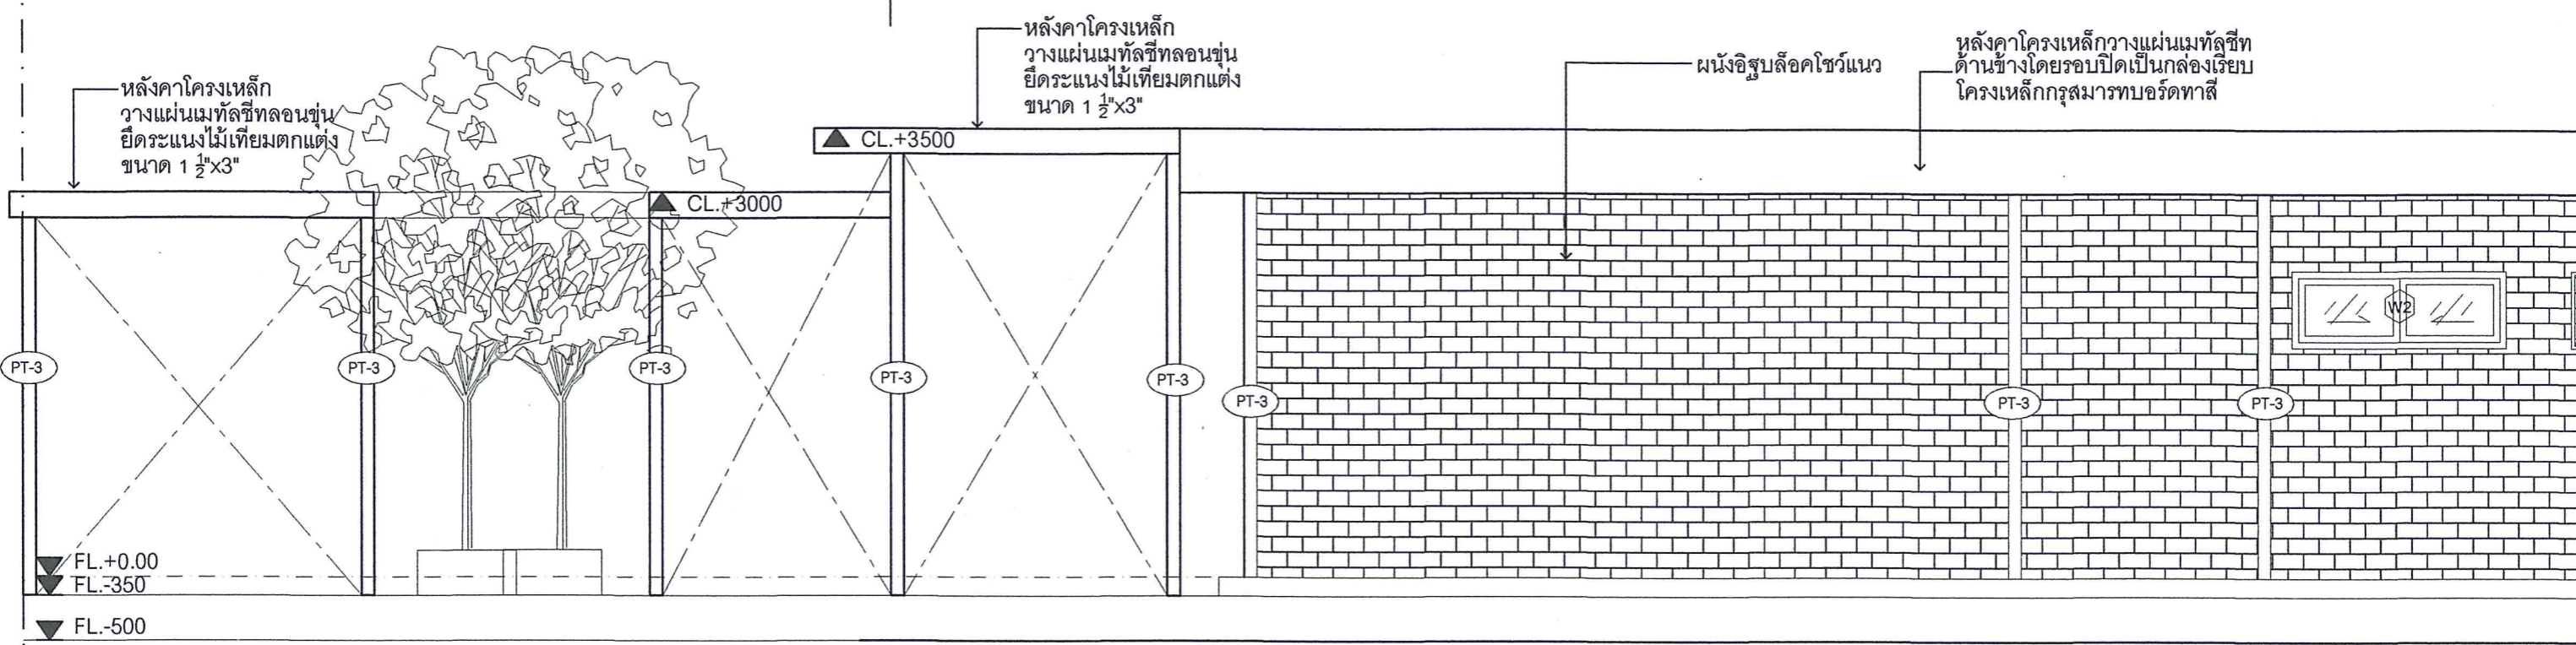 หลังคาโครงเหล็ก
วางแผ่นเมทัลชีทลอนขุ่น
ยึดระแนงไม้เทียมตกแต่ง
ขนาด 1 ½"x3"
หลังคาโครงเหล็ก
วางแผ่นเมทัลชีทลอนขุ่น
ยึดระแนงไม้เทียมตกแต่ง
ขนาด 1 ½"x3"
ผนังอิฐบล็อคโชว์แนว
หลังคาโครงเหล็กวางแผ่นเมทัลชีท
ด้านข้างโดยรอบปิดเป็นกล่องเรียบ
โครงเหล็กกรุสมารทบอร์ดทาสี
CL.+3500
CL.+3000
W2
PT-3
PT-3
PT-3
PT-3
PT-3
PT-3
PT-3
PT-3
FL.+0.00
FL.-350
FL.-500